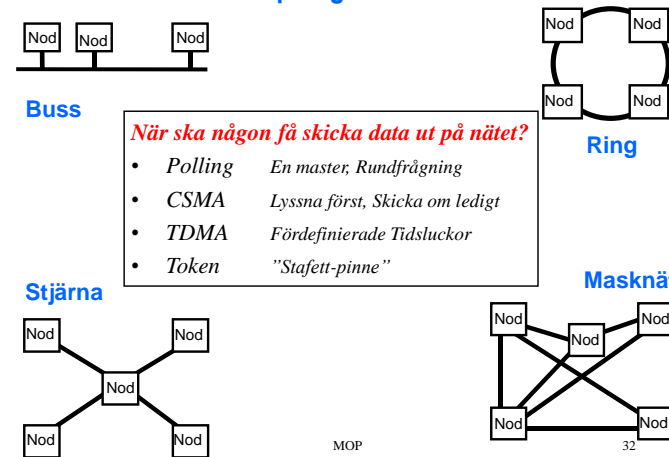 Nod Nod Nod
Nod Nod
Nod Nod
Buss
Ring
När ska någon få skicka data ut på nätet?
• Polling En master, Rundfrågning
• CSMA Lyssna först, Skicka om ledigt
• TDMA Fördefinierade Tidsluckor
• Token ”Stafett-pinne”
Stjärna
Nod Nod
Nod
Nod Nod
Nod Nod
Nod
Nod Nod
MOP
32